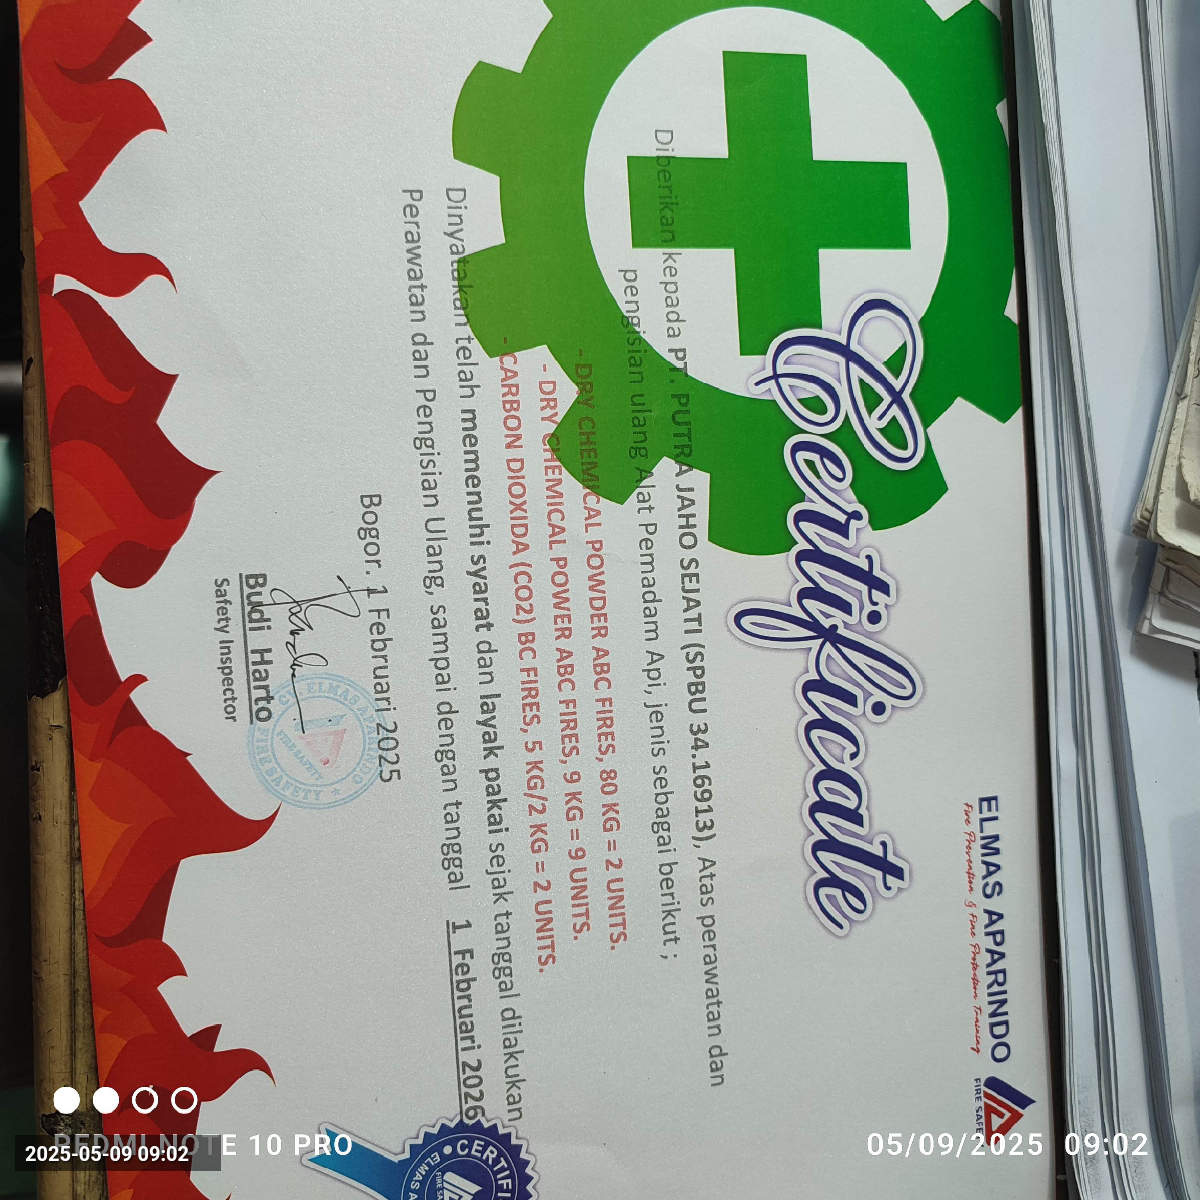 ELMAS APARINDO
Fire Prevention & Fire Protection Training
FIRE SAFE
Certificate
Diberikan kepada PT. PUTRA JAHO SEJATI (SPBU 34.16913), Atas perawatan dan
pengisian ulang Alat Pemadam Api, jenis sebagai berikut ;
- DRY CHEMICAL POWDER ABC FIRES, 80 KG = 2 UNITS.
- DRY CHEMICAL POWER ABC FIRES, 9 KG = 9 UNITS.
- CARBON DIOXIDA (CO2) BC FIRES, 5 KG/2 KG = 2 UNITS.
Dinyatakan telah memenuhi syarat dan layak pakai sejak tanggal dilakukan
Perawatan dan Pengisian Ulang, sampai dengan tanggal 1 Februari 2026
Bogor. 1 Februari 2025
ELMAS APARINDO
FIRE SAFETY
FIRE SAFETY
Budi Harto
Safety Inspector
CERTIFI
ELMAS A
FIRE SA
REDMI NOTE 10 PRO
2025-05-09 09:02
05/09/2025 09:02